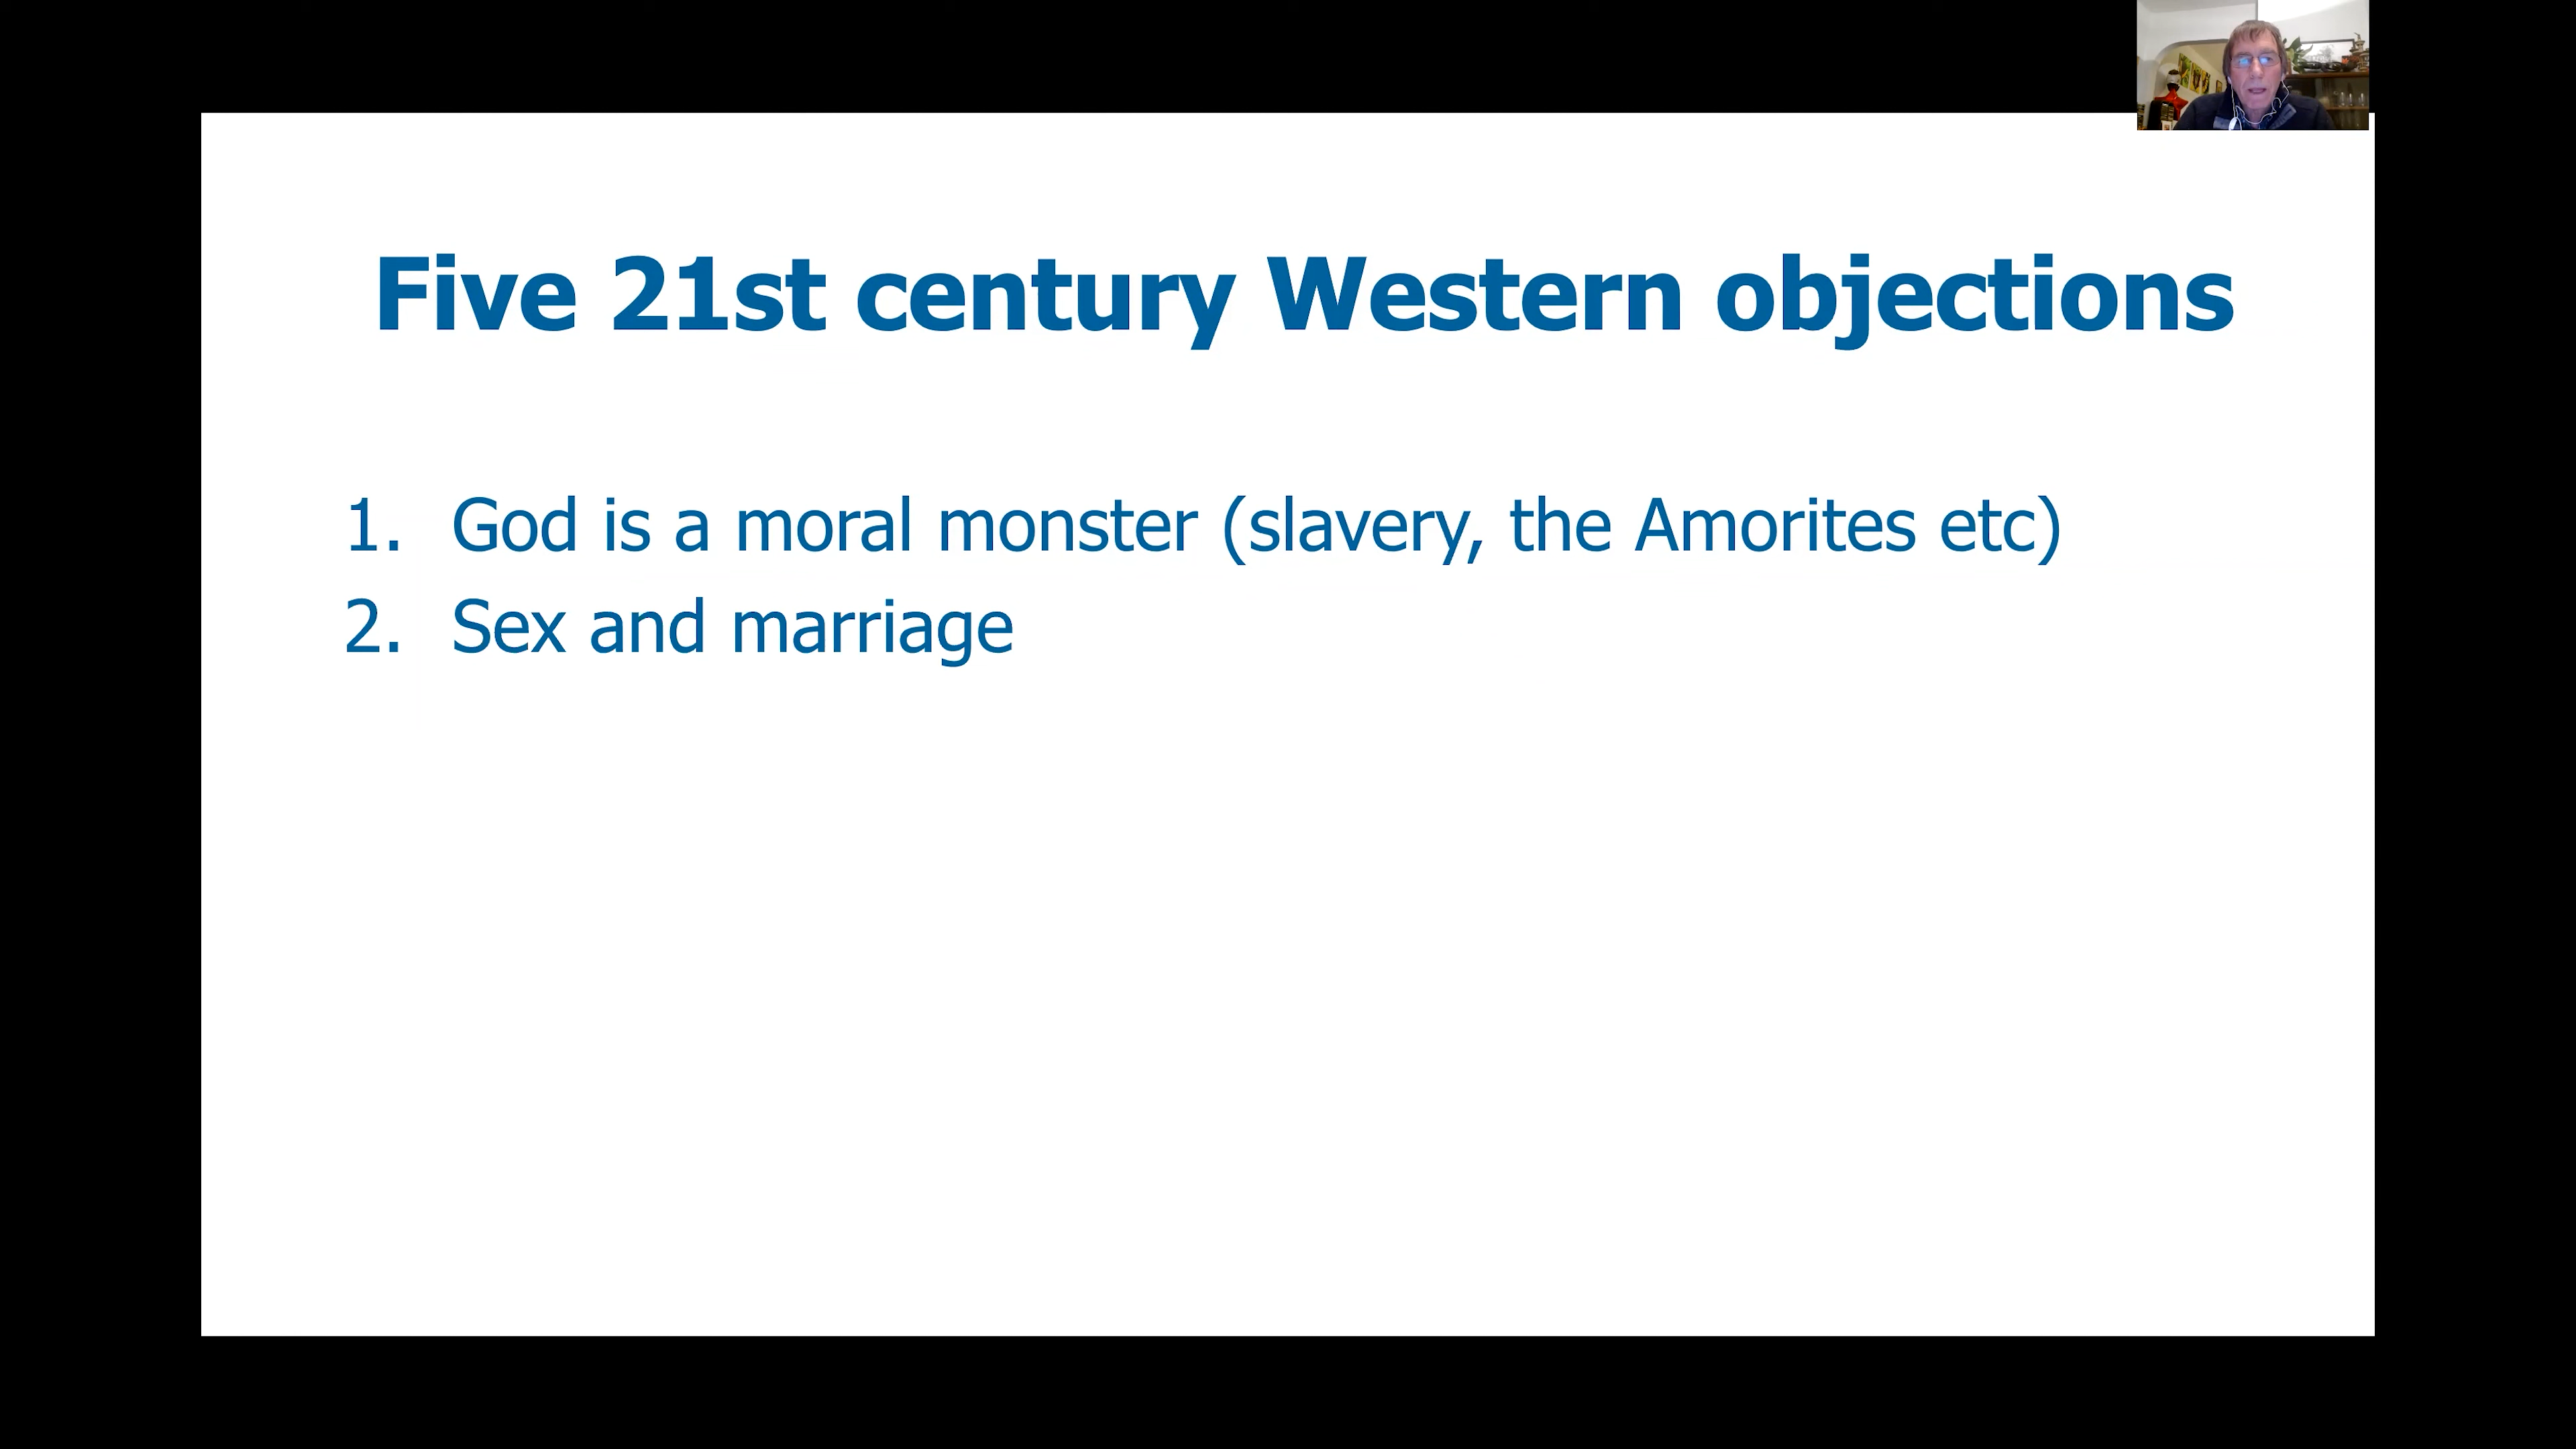 Five 21st century Western objections
1. God is a moral monster (slavery, the Amorites etc)
2. Sex and marriage